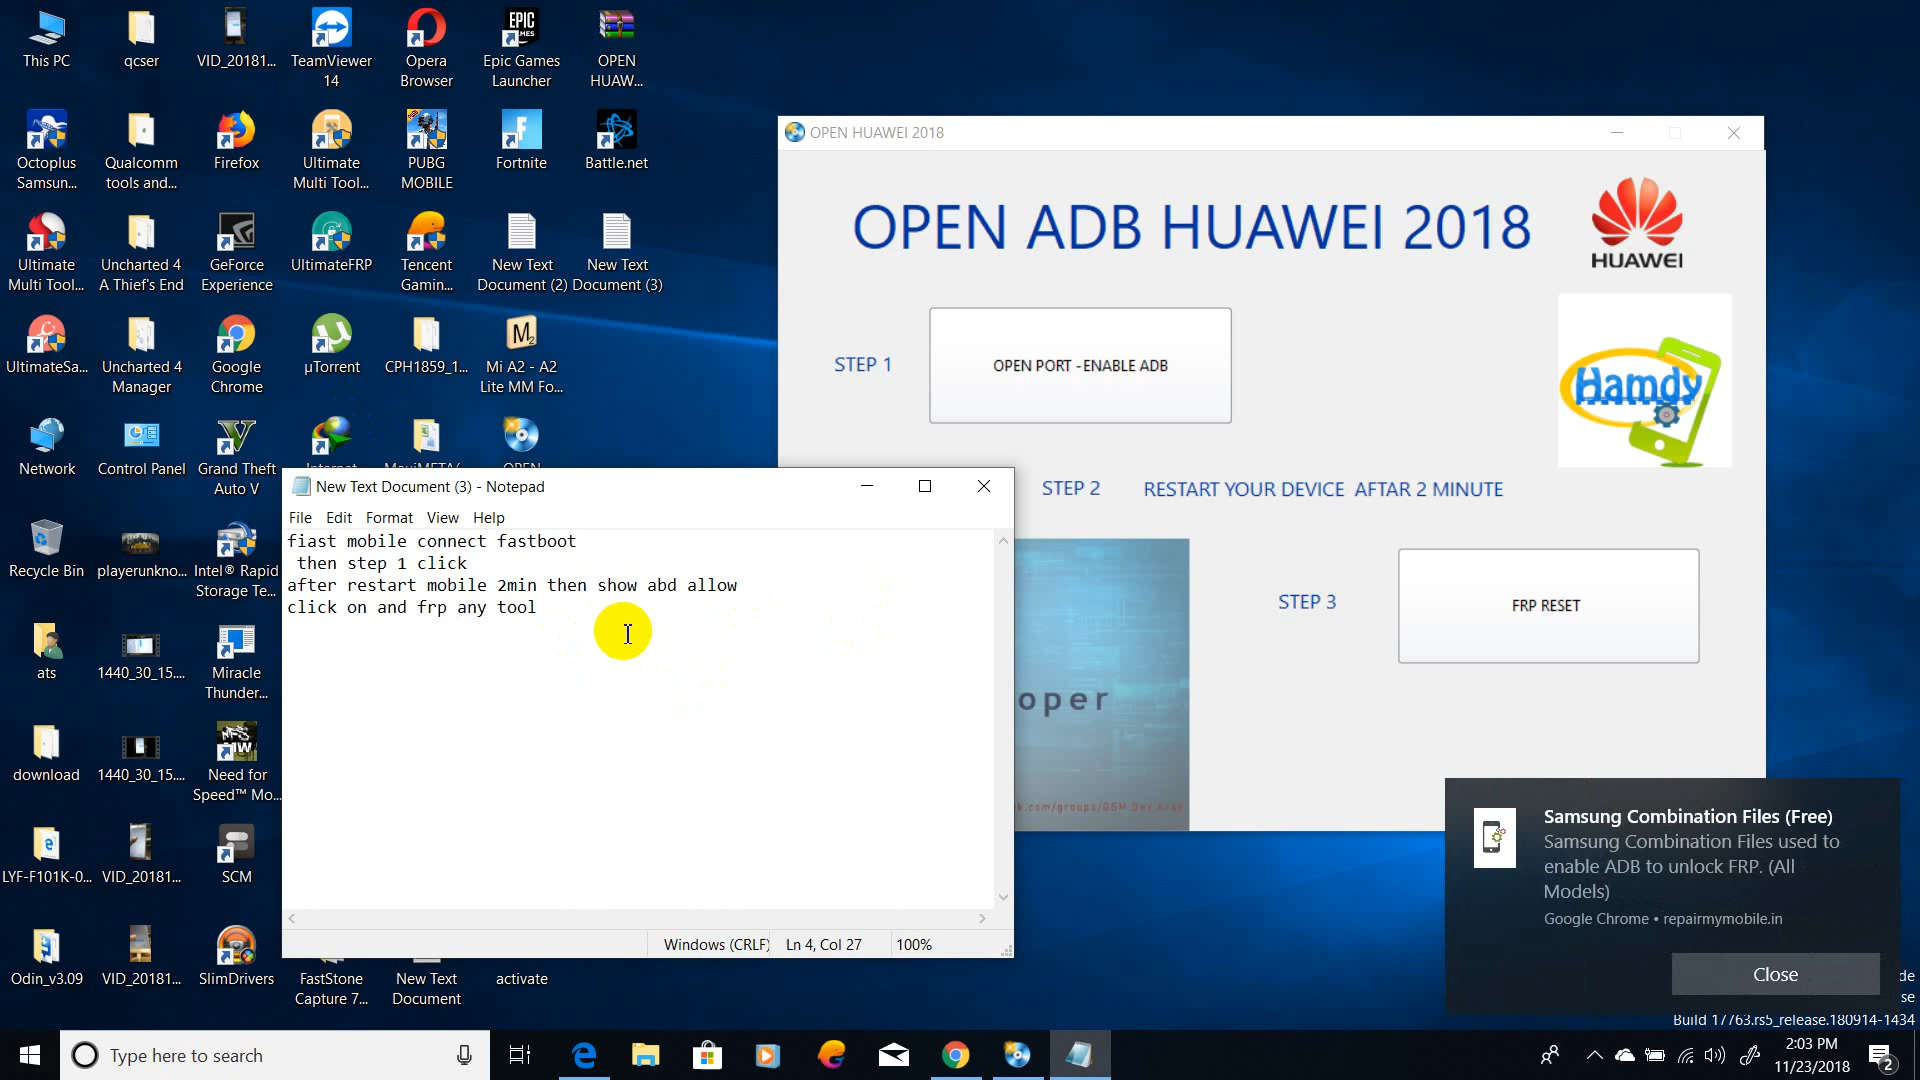 This PC
qcser
VID_20181...
TeamViewer
14
Opera
Browser
EPIC
GAMES
Epic Games
Launcher
OPEN
HUAW...
Octoplus
Samsun...
Qualcomm
tools and...
Firefox
Ultimate
Multi Tool...
PUBG
MOBILE
Fortnite
Battle.net
Ultimate
Multi Tool...
Uncharted 4
A Thief's End
GeForce
Experience
UltimateFRP
Tencent
Gamin...
New Text
Document (2)
New Text
Document (3)
UltimateSa...
Uncharted 4
Manager
Google
Chrome
µTorrent
CPH1859_1...
Mi A2 - A2
Lite MM Fo...
Network
Control Panel
Grand Theft
Auto V
Recycle Bin
playerunkno...
Intel® Rapid
Storage Te...
ats
1440_30_15....
Miracle
Thunder...
download
1440_30_15....
Need for
Speed™ Mo...
LYF-F101K-0...
VID_20181...
SCM
Odin_v3.09
VID_20181...
SlimDrivers
FastStone
Capture 7...
New Text
Document
activate
OPEN HUAWEI 2018
OPEN ADB HUAWEI 2018
HUAWEI
Hamdy
STEP 1
OPEN PORT - ENABLE ADB
STEP 2
RESTART YOUR DEVICE AFTAR 2 MINUTE
STEP 3
FRP RESET
oper
k.com/groups/GSM.Dev.Arab
New Text Document (3) - Notepad
File Edit Format View Help
fiast mobile connect fastboot
then step 1 click
after restart mobile 2min then show abd allow
click on and frp any tool
Windows (CRLF)
Ln 4, Col 27
100%
Samsung Combination Files (Free)
Samsung Combination Files used to
enable ADB to unlock FRP. (All
Models)
Google Chrome • repairmymobile.in
Close
de
se
Build 17763.rs5_release.180914-1434
Type here to search
2:03 PM
11/23/2018
2